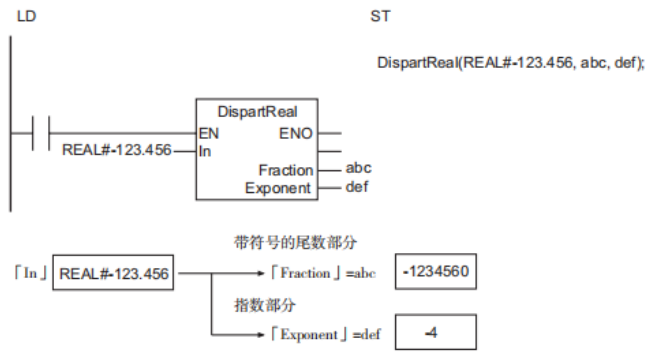 LD
ST
DispartReal(REAL#-123.456, abc, def);
DispartReal
EN
ENO
REAL#-123.456
In
Fraction
abc
Exponent
def
带符号的尾数部分
「In」
REAL#-123.456
「Fraction」=abc
-1234560
指数部分
「Exponent」=def
-4